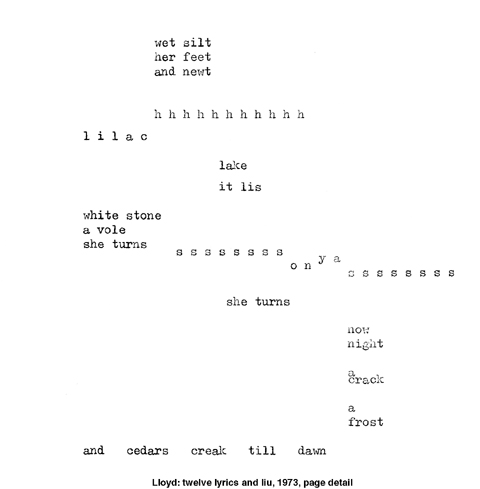 wet silt
her feet
and newt
h h h h h h h h h h h
l i l a c
lake
it lis
white stone
a vole
she turns
s s s s s s s s
o n y a
s s s s s s s s
she turns
now
night
a
crack
a
frost
and cedars creak till dawn
Lloyd: twelve lyrics and liu, 1973, page detail